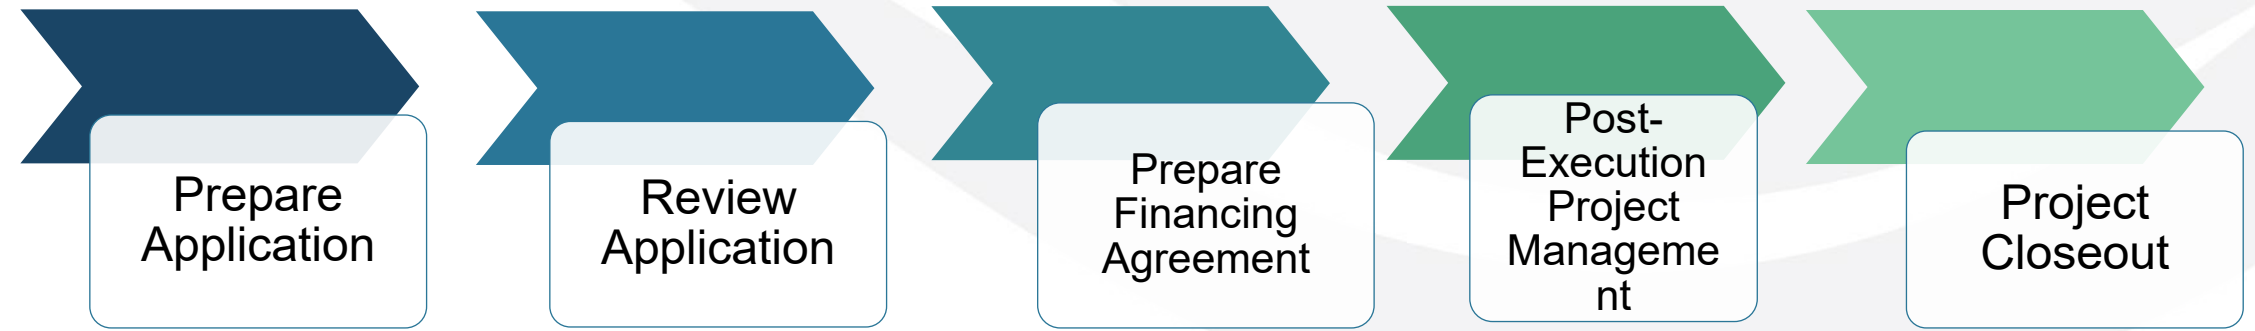 Prepare
Application
Review
Application
Prepare
Financing
Agreement
Post-
Execution
Project
Manageme
nt
Project
Closeout